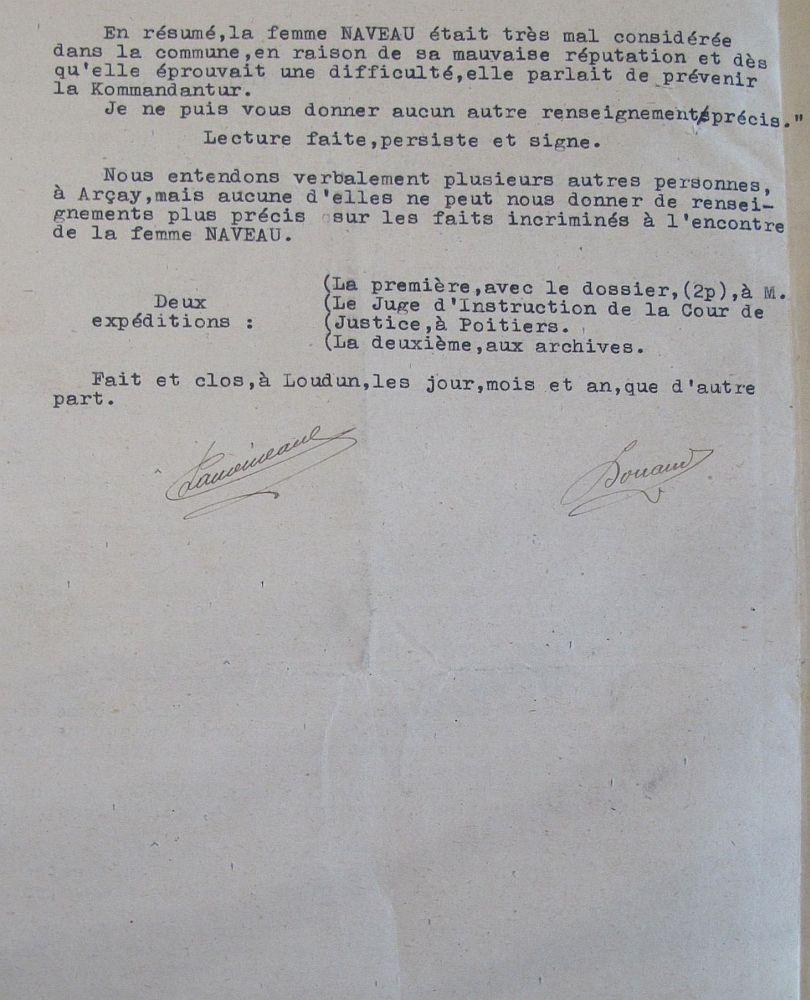 En résumé,la femme NAVEAU était très mal considérée
dans la commune,en raison de sa mauvaise réputation et dès
qu'elle éprouvait une difficulté,elle parlait de prévenir
la Kommandantur.
Je ne puis vous donner aucun autre renseignement précis."
Lecture faite,persiste et signe.
Nous entendons verbalement plusieurs autres personnes,
à Arçay,mais aucune d'elles ne peut nous donner de rensei-
gnements plus précis sur les faits incriminés à l'encontre
de la femme NAVEAU.
Deux
expéditions :
(La première,avec le dossier,(2p),à M.
(Le Juge d'Instruction de la Cour de
(Justice,à Poitiers.
(La deuxième,aux archives.
Fait et clos,à Loudun,les jour,mois et an,que d'autre
part.